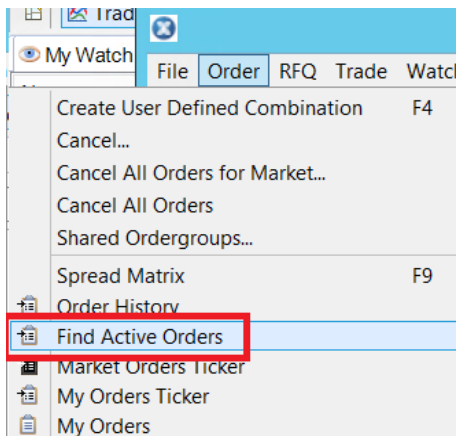 Trad
My Watch
File Order RFQ Trade Watc
Create User Defined Combination F4
Cancel...
Cancel All Orders for Market...
Cancel All Orders
Shared Ordergroups...
Spread Matrix F9
Order History
Find Active Orders
Market Orders Ticker
My Orders Ticker
My Orders